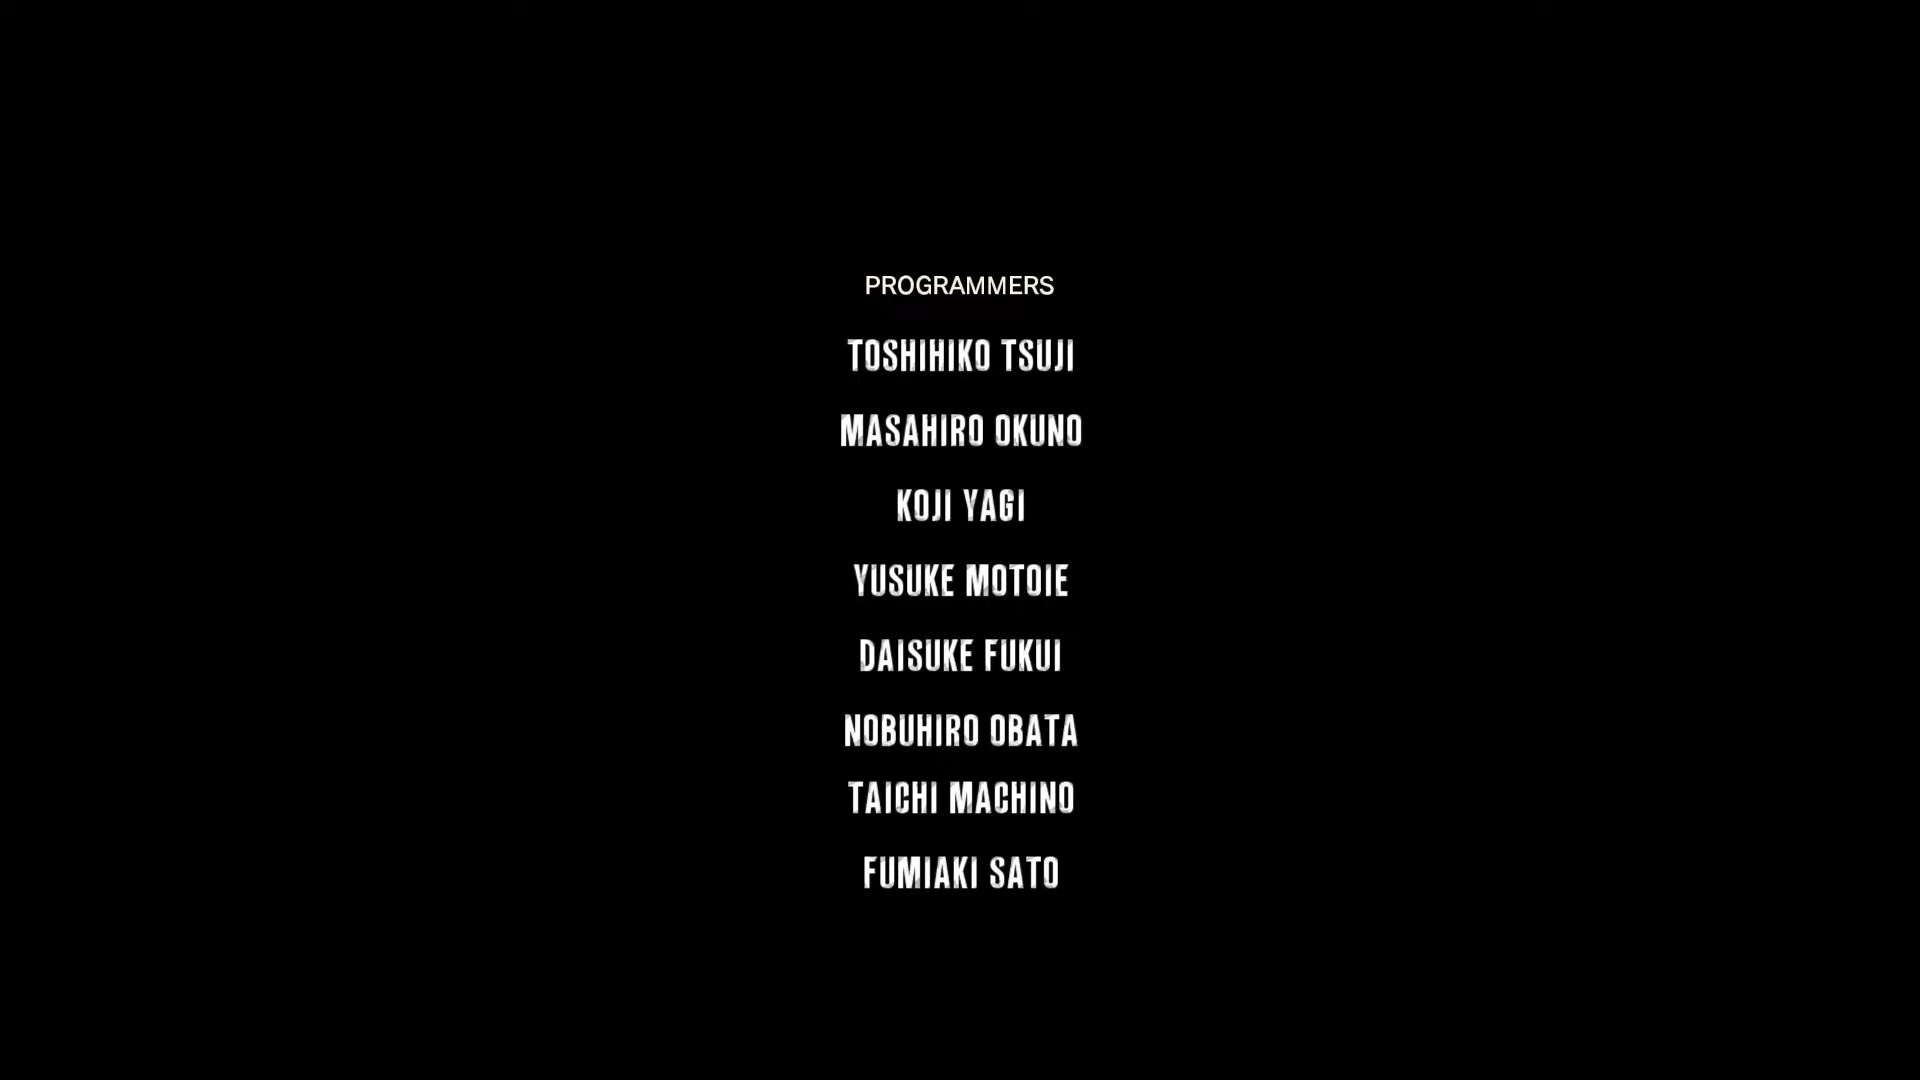 PROGRAMMERS
TOSHIHIKO TSUJI
MASAHIRO OKUNO
KOJI YAGI
YUSUKE MOTOIE
DAISUKE FUKUI
NOBUHIRO OBATA
TAICHI MACHINO
FUMIAKI SATO